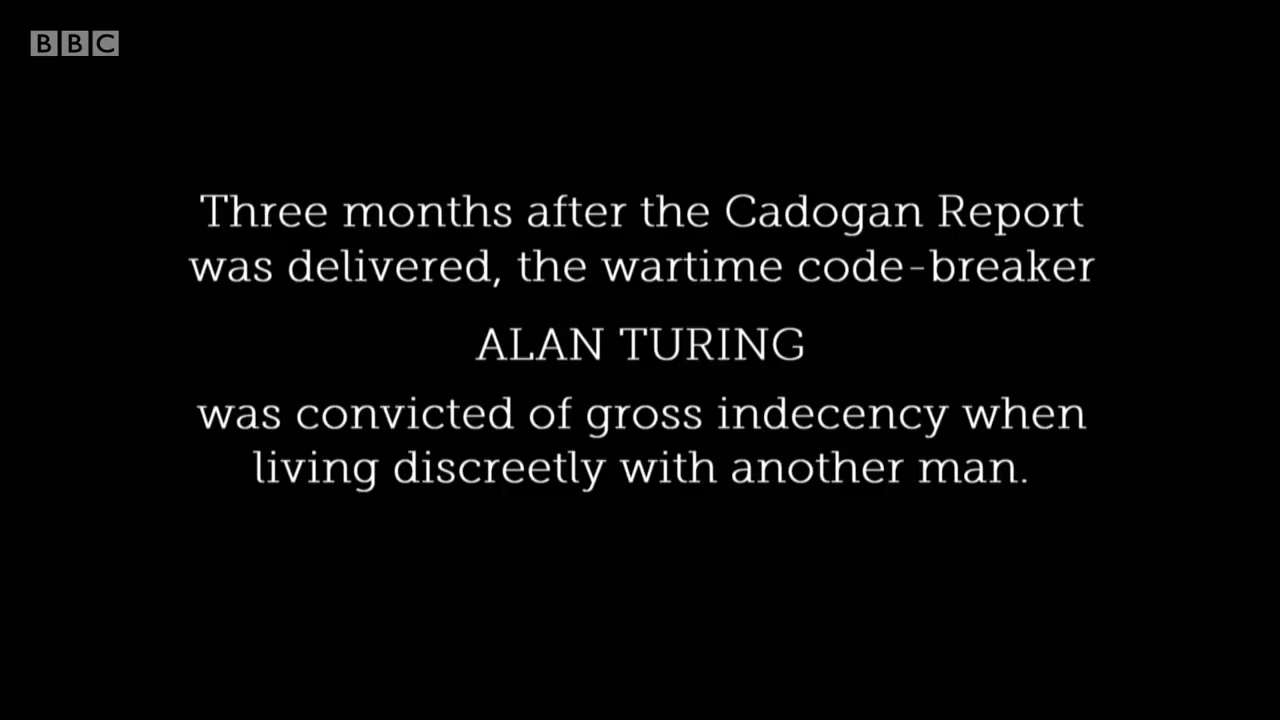 BBC
Three months after the Cadogan Report
was delivered, the wartime code-breaker
ALAN TURING
was convicted of gross indecency when
living discreetly with another man.